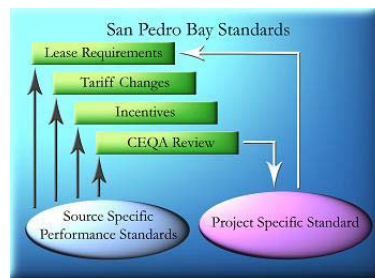 San Pedro Bay Standards
Lease Requirements
Tariff Changes
Incentives
CEQA Review
Source Specific
Performance Standards
Project Specific Standard